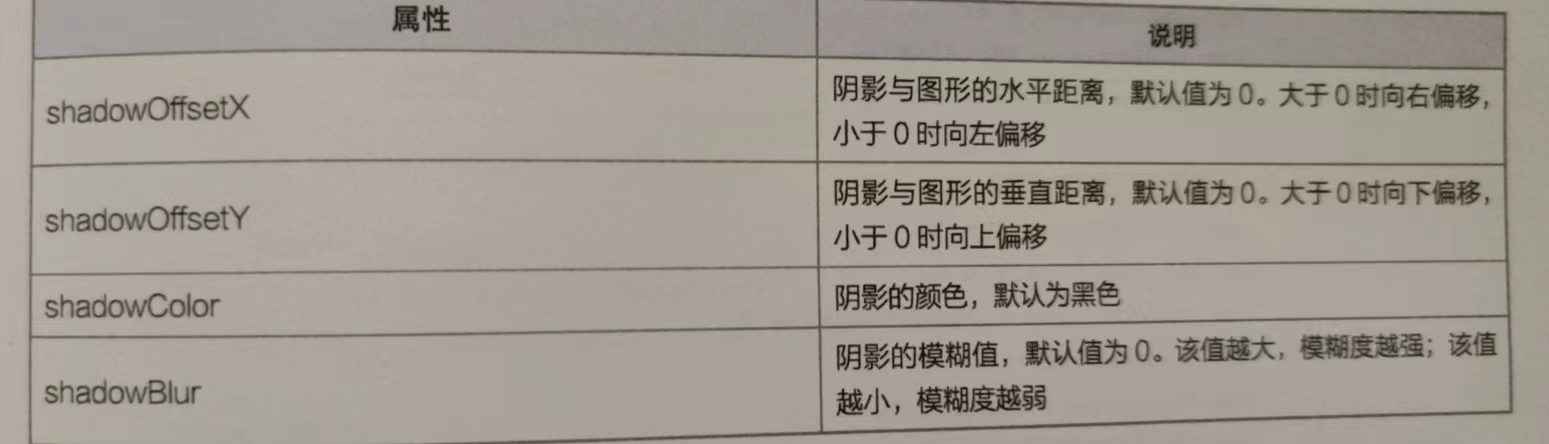 属性
说明
shadowOffsetX
阴影与图形的水平距离，默认值为0。大于0时向右偏移，
小于0时向左偏移
shadowOffsetY
阴影与图形的垂直距离，默认值为0。大于0时向下偏移，
小于0时向上偏移
shadowColor
阴影的颜色，默认为黑色
shadowBlur
阴影的模糊值，默认值为0。该值越大，模糊度越强；该值
越小，模糊度越弱